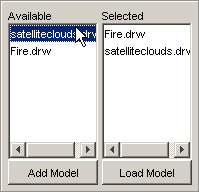 Available Selected
satelliteclouds.drw Fire.drw
Fire.drw satelliteclouds.drw
Add Model Load Model